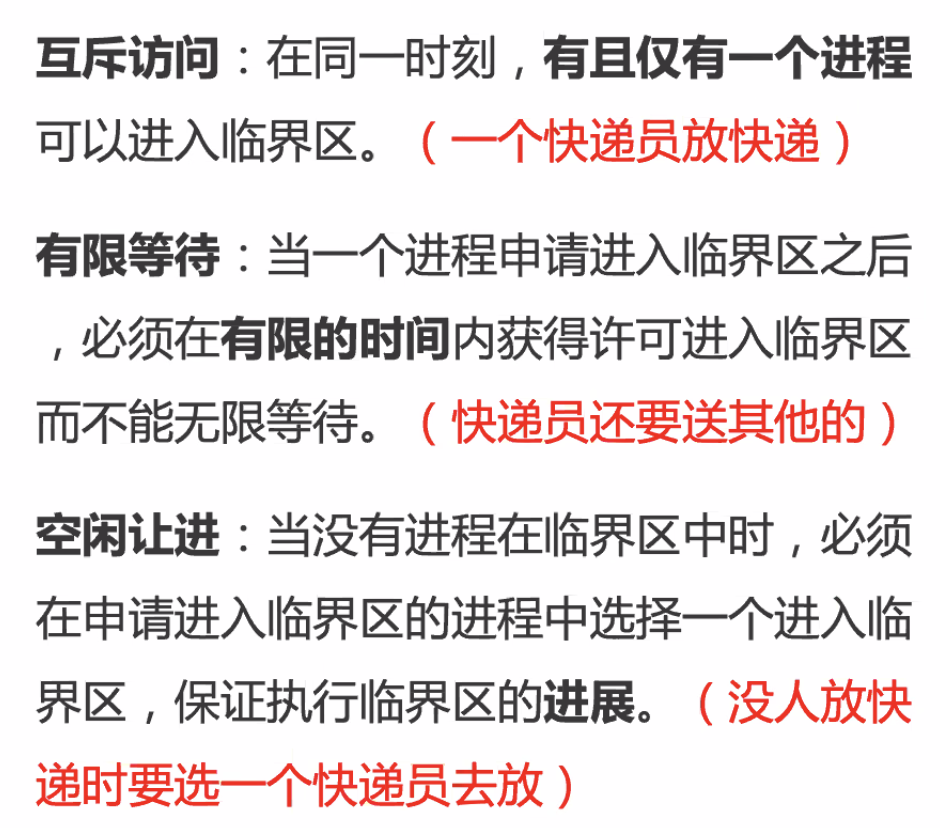 互斥访问：在同一时刻，有且仅有一个进程
可以进入临界区。（一个快递员放快递）
有限等待：当一个进程申请进入临界区之后
，必须在有限的时间内获得许可进入临界区
而不能无限等待。（快递员还要送其他的）
空闲让进：当没有进程在临界区中时，必须
在申请进入临界区的进程中选择一个进入临
界区，保证执行临界区的进展。（没人放快
递时要选一个快递员去放）